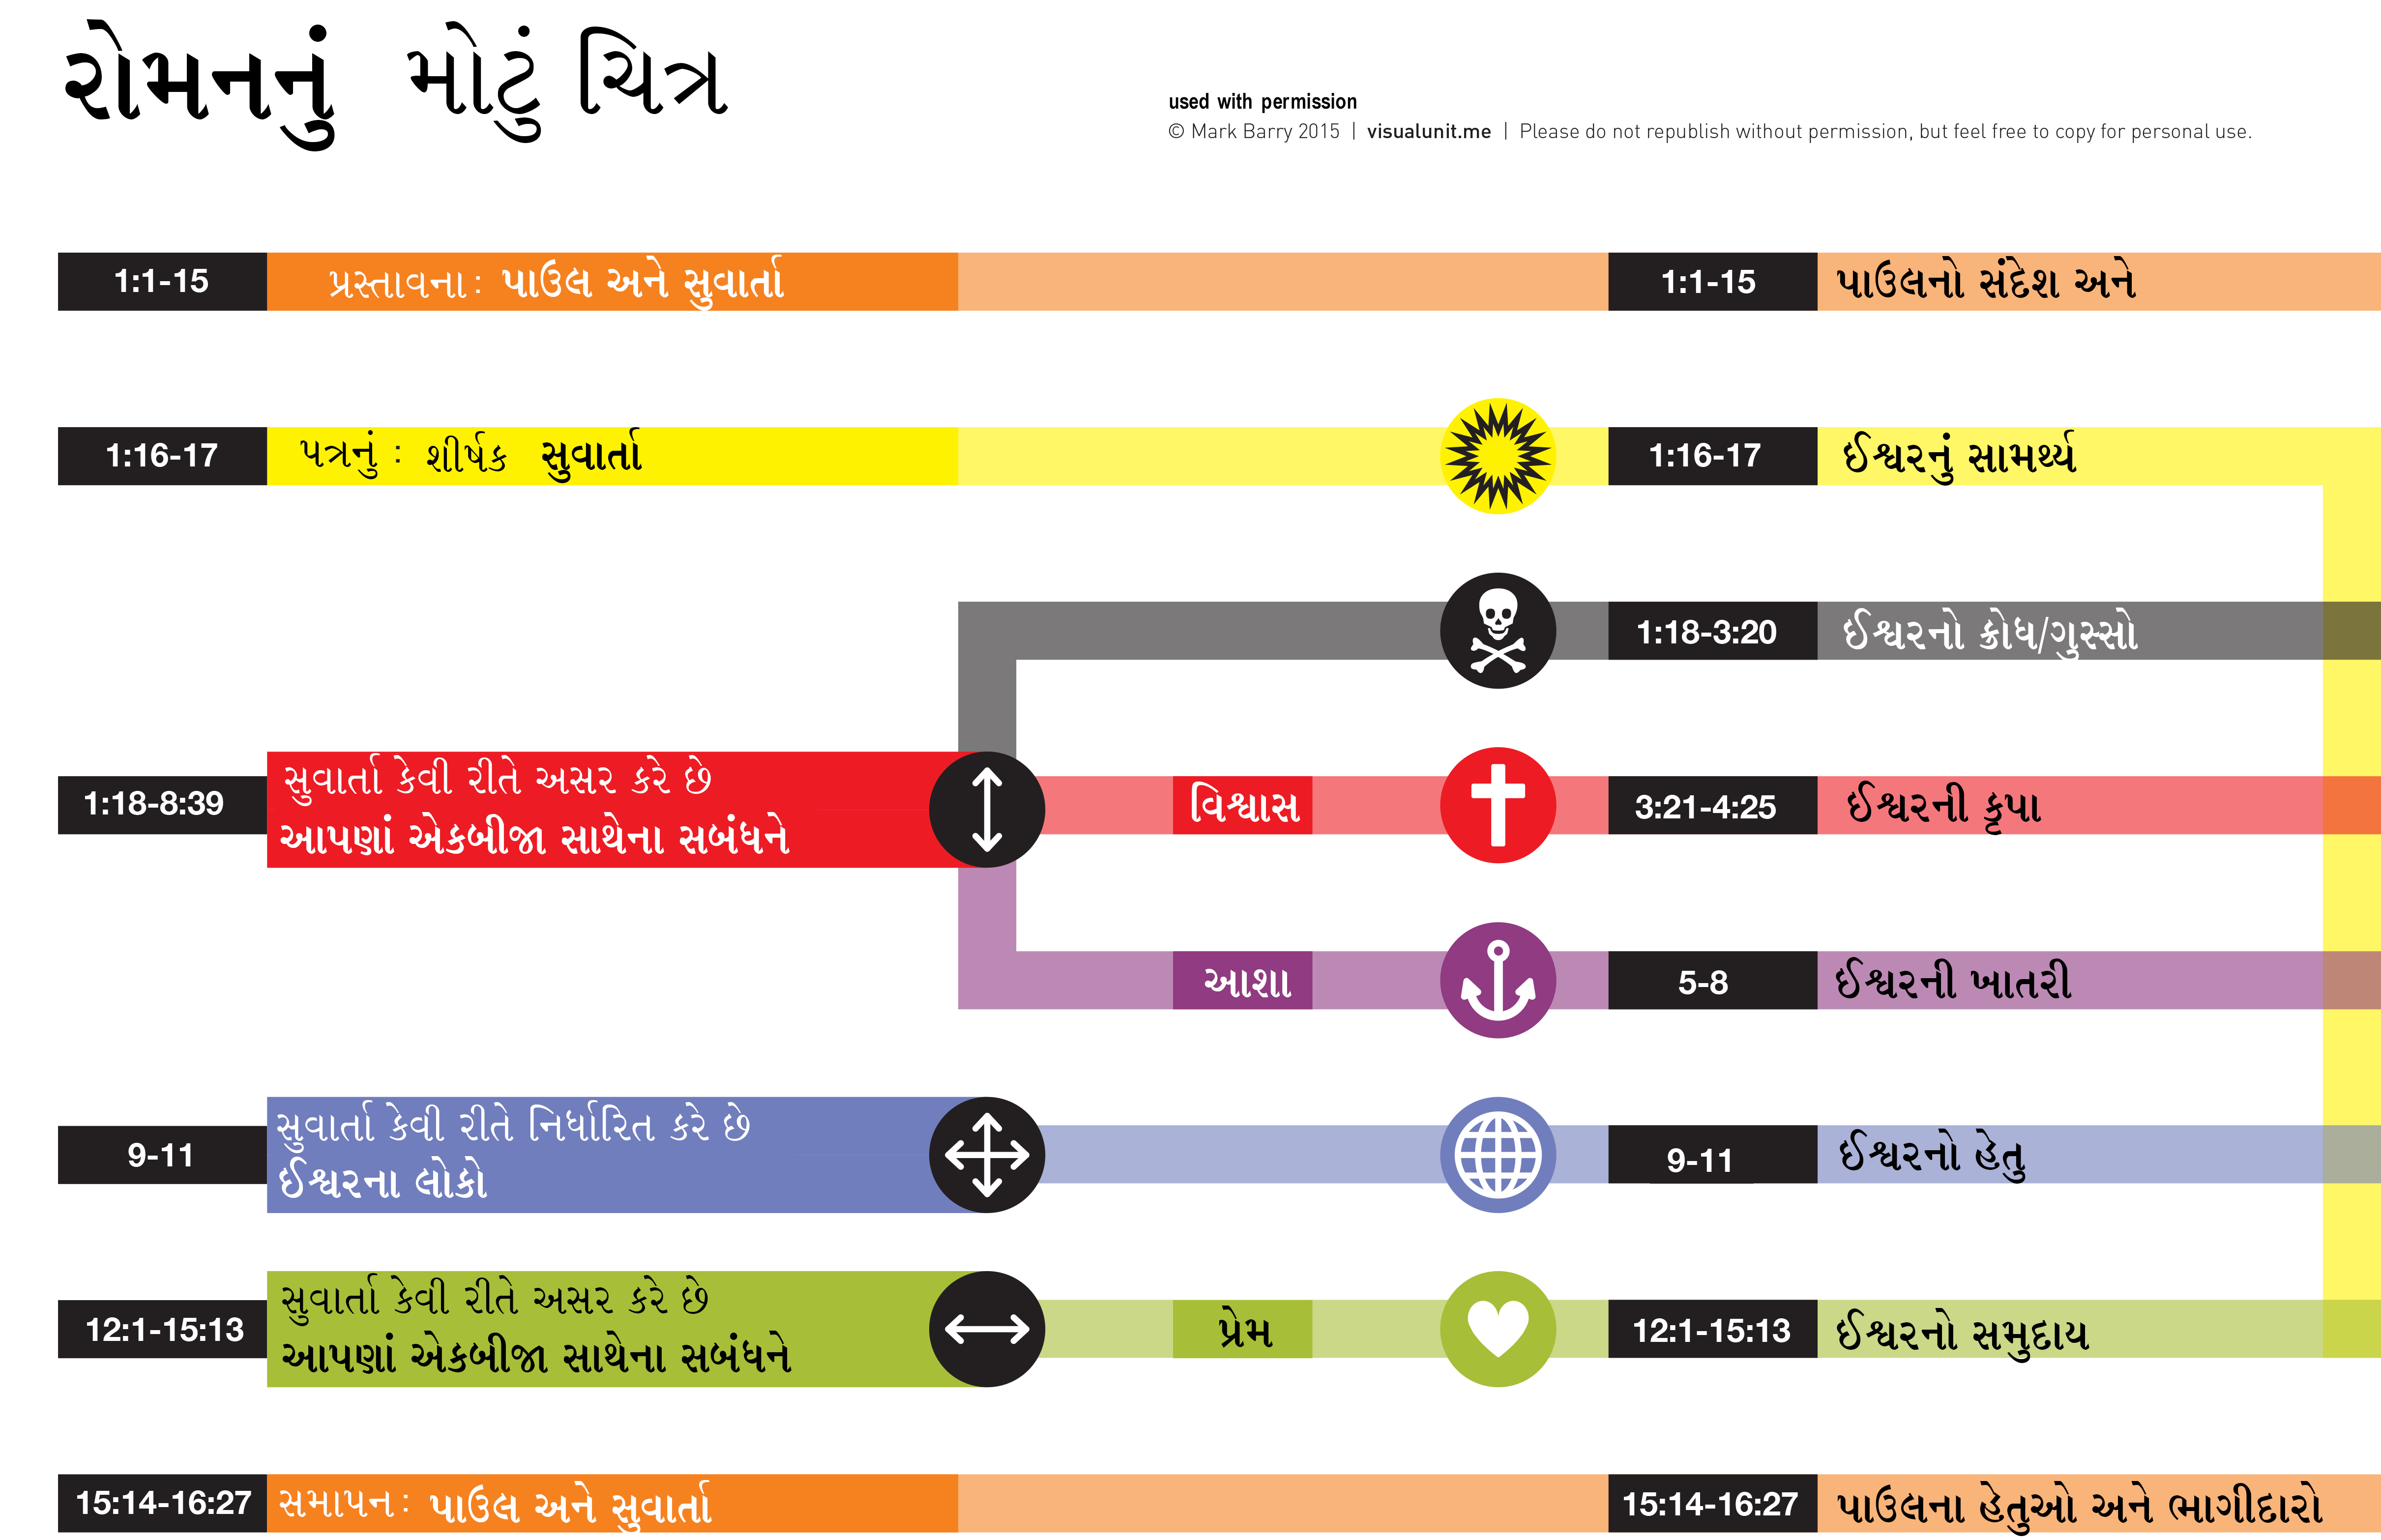 રોમનનું મોટું ચિત્ર
used with permission
© Mark Barry 2015 | visualunit.me | Please do not republish without permission, but feel free to copy for personal use.
1:1-15 પ્રસ્તાવના: પાઉલ અને સુવાર્તા 1:1-15 પાઉલનો સંદેશ અને
1:16-17 પત્રનું : શીર્ષક સુવાર્તા 1:16-17 ઈશ્વરનું સામર્થ્ય
1:18-3:20 ઈશ્વરનો ક્રોધ/ગુસ્સો
1:18-8:39 સુવાર્તા કેવી રીતે અસર કરે છે
આપણાં એકબીજા સાથેના સબંધને
વિશ્વાસ 3:21-4:25 ઈશ્વરની કૃપા
આશા 5-8 ઈશ્વરની ખાતરી
9-11 સુવાર્તા કેવી રીતે નિર્ધારિત કરે છે
ઈશ્વરના લોકો
9-11 ઈશ્વરનો હેતુ
12:1-15:13 સુવાર્તા કેવી રીતે અસર કરે છે
આપણાં એકબીજા સાથેના સબંધને
પ્રેમ 12:1-15:13 ઈશ્વરનો સમુદાય
15:14-16:27 સમાપન: પાઉલ અને સુવાર્તા 15:14-16:27 પાઉલના હેતુઓ અને ભાગીદારો